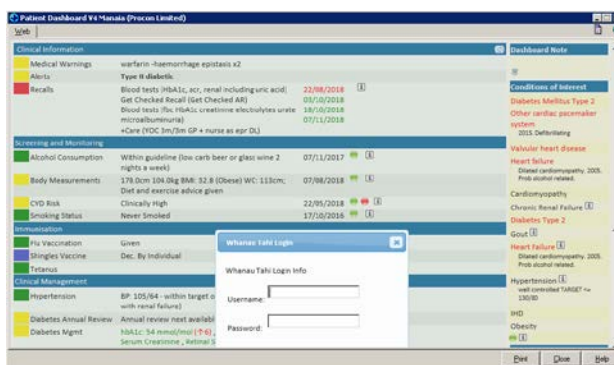 Patient Dashboard V4 Manaia (Procon Limited)
Web
Clinical Information
Medical Warnings warfarin -haemorrhage epistaxis x2
Alerts Type II diabetic
Recalls Blood tests (HbA1c, acr, renal including uric acid) 22/08/2018
Get Checked Recall (Get Checked AR) 03/10/2018
Blood tests (fbc HbA1c creatinine electrolytes urate 18/10/2018
microalbuminuria) 07/11/2018
+Care (YOC 3m/3m GP + nurse as epr DL)
Screening and Monitoring
Alcohol Consumption Within guideline (low carb beer or glass wine 2 07/11/2017
nights a week)
Body Measurements 178.0cm 104.0kg BMI: 32.8 (Obese) WC: 113cm; 07/08/2018
Diet and exercise advice given
CVD Risk Clinically High 22/05/2018
Smoking Status Never Smoked 17/10/2016
Immunisation
Flu Vaccination Given
Shingles Vaccine Dec. By Individual
Tetanus
Clinical Management
Hypertension BP: 105/64 - within target o
with renal failure)
Diabetes Annual Review Annual review next availabl
Diabetes Mgmt hbA1c: 54 mmol/mol (↑6) ,
Serum Creatinine , Retinal S
Whanau Tahi Login
Whanau Tahi Login Info
Username:
Password:
Dashboard Note
Conditions of Interest
Diabetes Mellitus Type 2
Other cardiac pacemaker
system
2015. Defibrillating
Valvular heart disease
Heart failure
Dilated cardiomyopathy. 2005.
Prob alcohol related.
Cardiomyopathy
Chronic Renal Failure
Diabetes Type 2
Gout
Heart Failure
Dilated cardiomyopathy. 2005.
Prob alcohol related.
Hypertension
well controlled TARGET <=
130/80
IHD
Obesity
Print Close Help